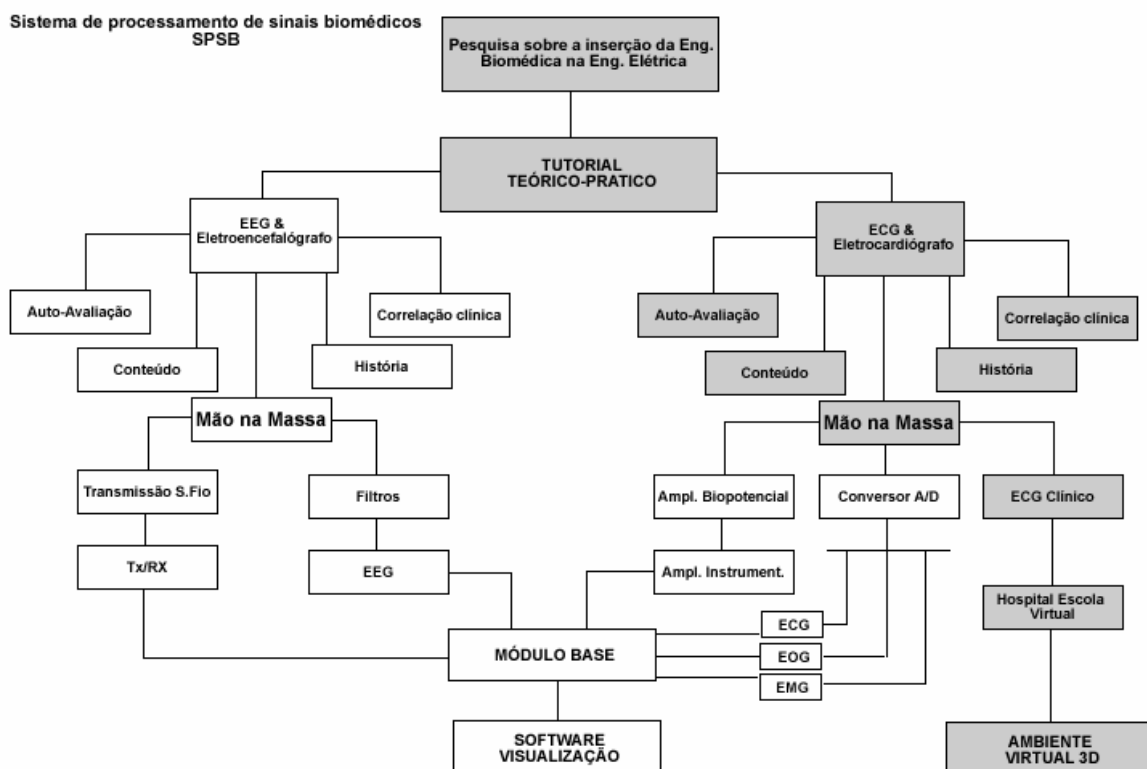 Sistema de processamento de sinais biomédicos
SPSB
Pesquisa sobre a inserção da Eng.
Biomédica na Eng. Elétrica
TUTORIAL
TEÓRICO-PRATICO
EEG &
Eletroencefalógrafo
ECG &
Eletrocardiógrafo
Auto-Avaliação
Correlação clínica
Auto-Avaliação
Correlação clínica
Conteúdo
História
Conteúdo
História
Mão na Massa
Mão na Massa
Transmissão S.Fio
Filtros
Ampl. Biopotencial
Conversor A/D
ECG Clínico
Tx/RX
EEG
Ampl. Instrument.
Hospital Escola
Virtual
ECG
MÓDULO BASE
EOG
EMG
SOFTWARE
VISUALIZAÇÃO
AMBIENTE
VIRTUAL 3D